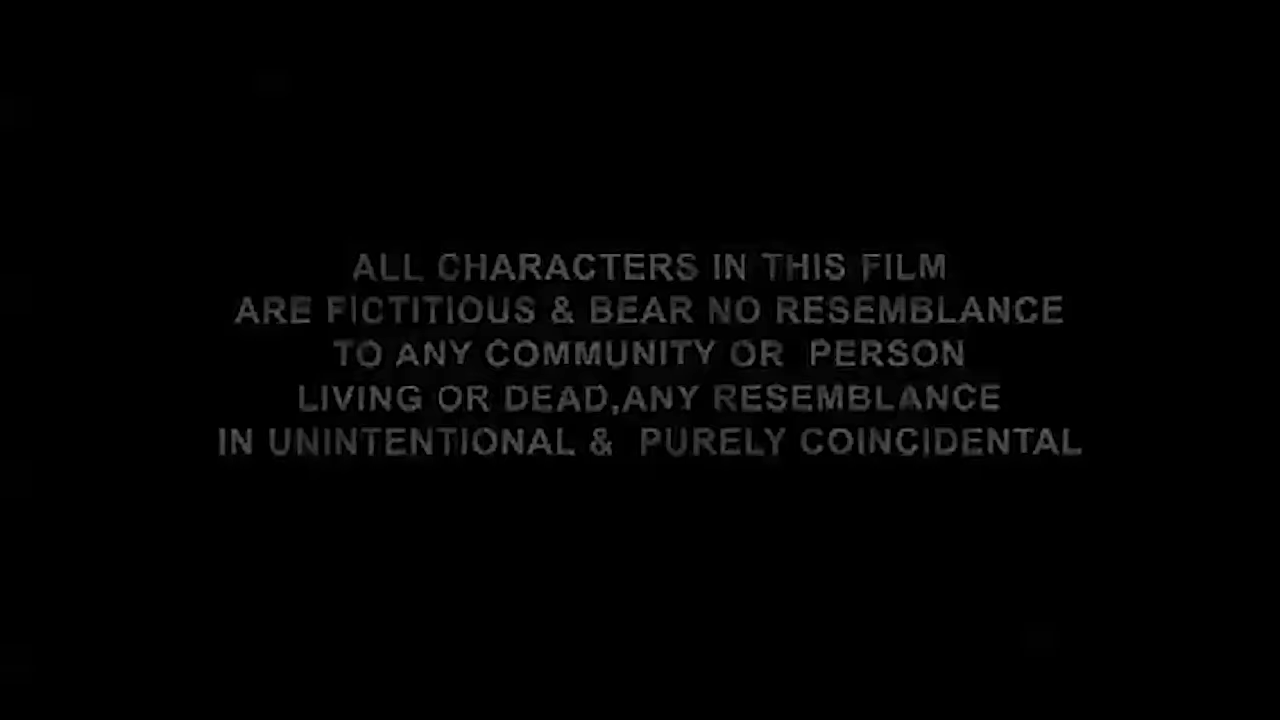 ALL CHARACTERS IN THIS FILM
ARE FICTITIOUS & BEAR NO RESEMBLANCE
TO ANY COMMUNITY OR  PERSON
LIVING OR DEAD,ANY RESEMBLANCE
IN UNINTENTIONAL &  PURELY COINCIDENTAL